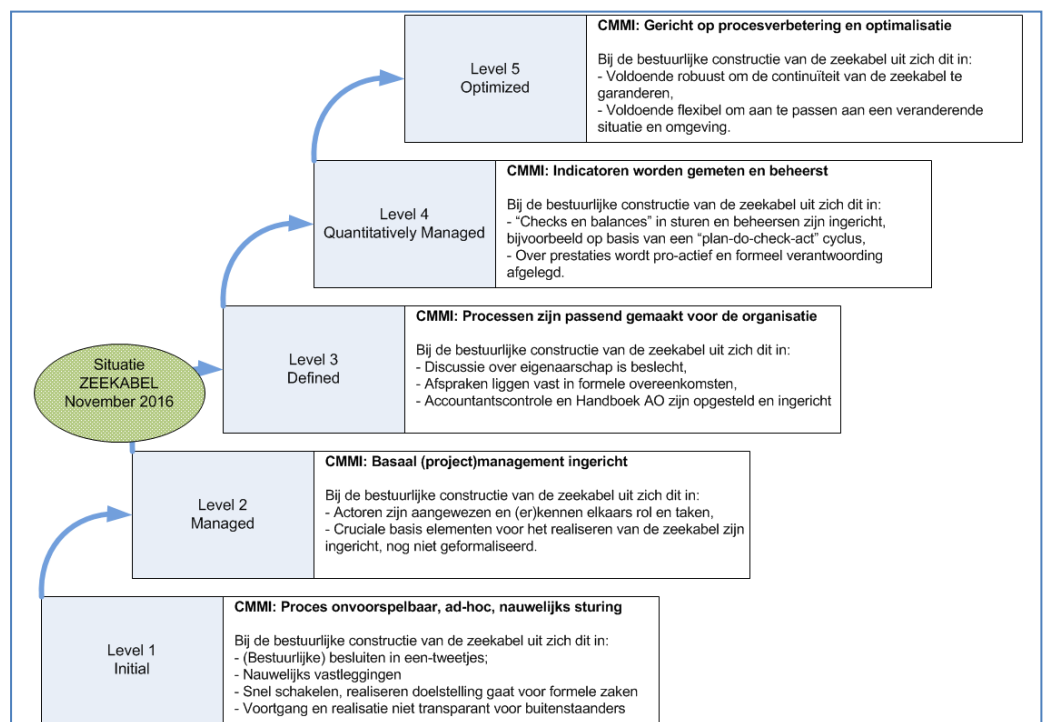 Level 5
Optimized
CMMI: Gericht op procesverbetering en optimalisatie
Bij de bestuurlijke constructie van de zeekabel uit zich dit in:
- Voldoende robuust om de continuïteit van de zeekabel te
garanderen,
- Voldoende flexibel om aan te passen aan een veranderende
situatie en omgeving.
Level 4
Quantitatively Managed
CMMI: Indicatoren worden gemeten en beheerst
Bij de bestuurlijke constructie van de zeekabel uit zich dit in:
- “Checks en balances” in sturen en beheersen zijn ingericht,
bijvoorbeeld op basis van een “plan-do-check-act” cyclus,
- Over prestaties wordt pro-actief en formeel verantwoording
afgelegd.
Level 3
Defined
CMMI: Processen zijn passend gemaakt voor de organisatie
Bij de bestuurlijke constructie van de zeekabel uit zich dit in:
- Discussie over eigenaarschap is beslecht,
- Afspraken liggen vast in formele overeenkomsten,
- Accountantscontrole en Handboek AO zijn opgesteld en ingericht
Situatie
ZEEKABEL
November 2016
Level 2
Managed
CMMI: Basaal (project)management ingericht
Bij de bestuurlijke constructie van de zeekabel uit zich dit in:
- Actoren zijn aangewezen en (er)kennen elkaars rol en taken,
- Cruciale basis elementen voor het realiseren van de zeekabel zijn
ingericht, nog niet geformaliseerd.
Level 1
Initial
CMMI: Proces onvoorspelbaar, ad-hoc, nauwelijks sturing
Bij de bestuurlijke constructie van de zeekabel uit zich dit in:
- (Bestuurlijke) besluiten in een-tweetjes;
- Nauwelijks vastleggingen
- Snel schakelen, realiseren doelstelling gaat voor formele zaken
- Voortgang en realisatie niet transparant voor buitenstaanders